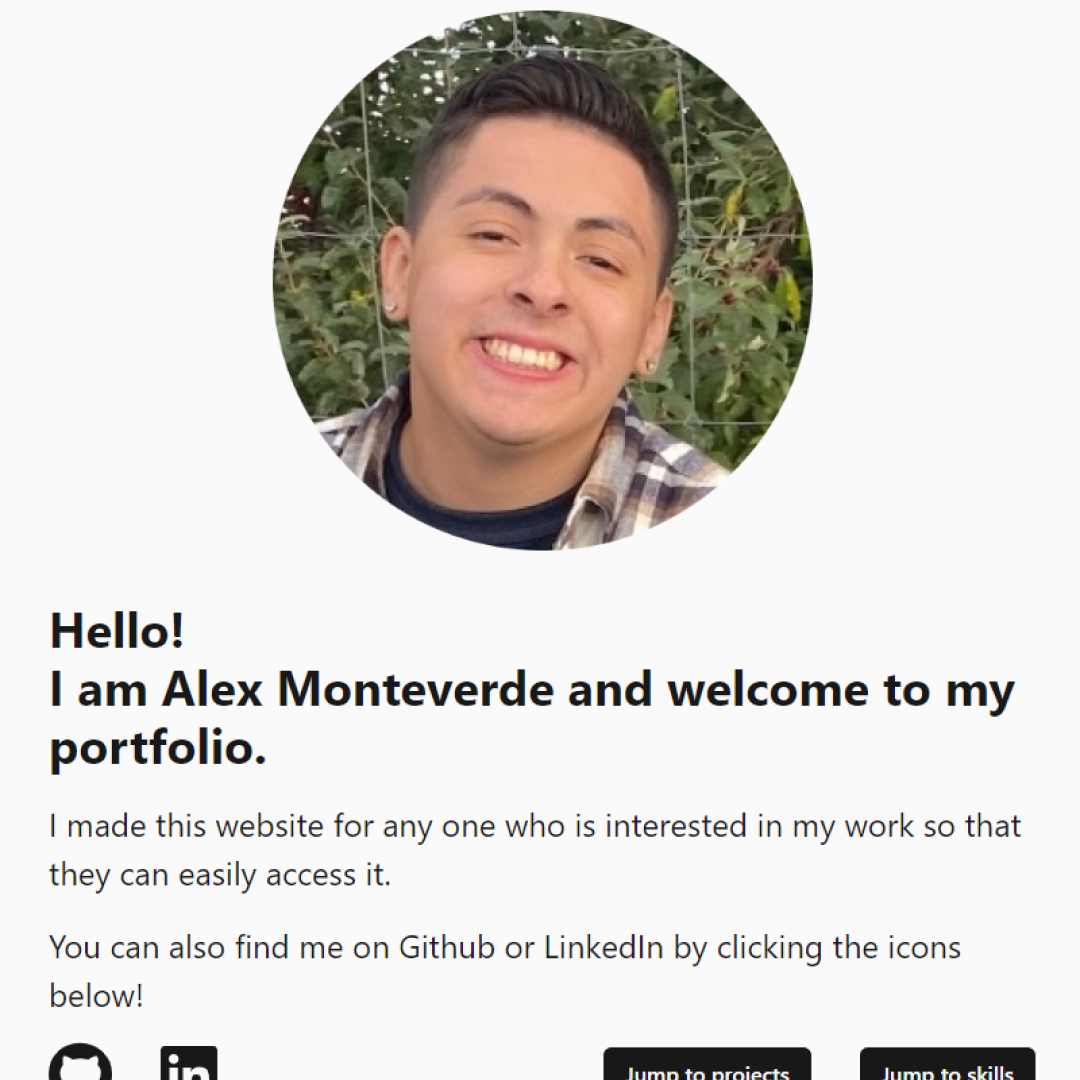 Hello!
I am Alex Monteverde and welcome to my
portfolio.
I made this website for any one who is interested in my work so that
they can easily access it.
You can also find me on Github or LinkedIn by clicking the icons
below!
in
Jump to projects
Jump to skills